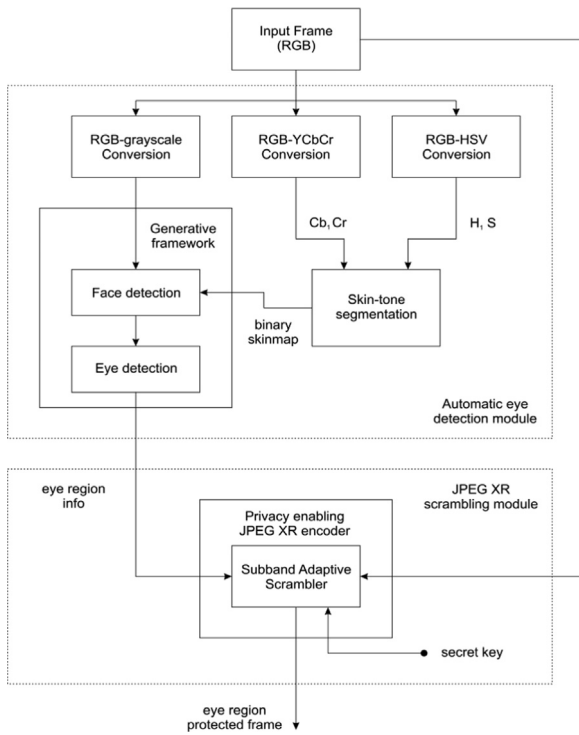 Input Frame
(RGB)
RGB-grayscale
Conversion
RGB-YCbCr
Conversion
RGB-HSV
Conversion
Generative
framework
Cb, Cr
H, S
Face detection
Skin-tone
segmentation
binary
skinmap
Eye detection
Automatic eye
detection module
eye region
info
JPEG XR
scrambling module
Privacy enabling
JPEG XR encoder
Subband Adaptive
Scrambler
secret key
eye region
protected frame